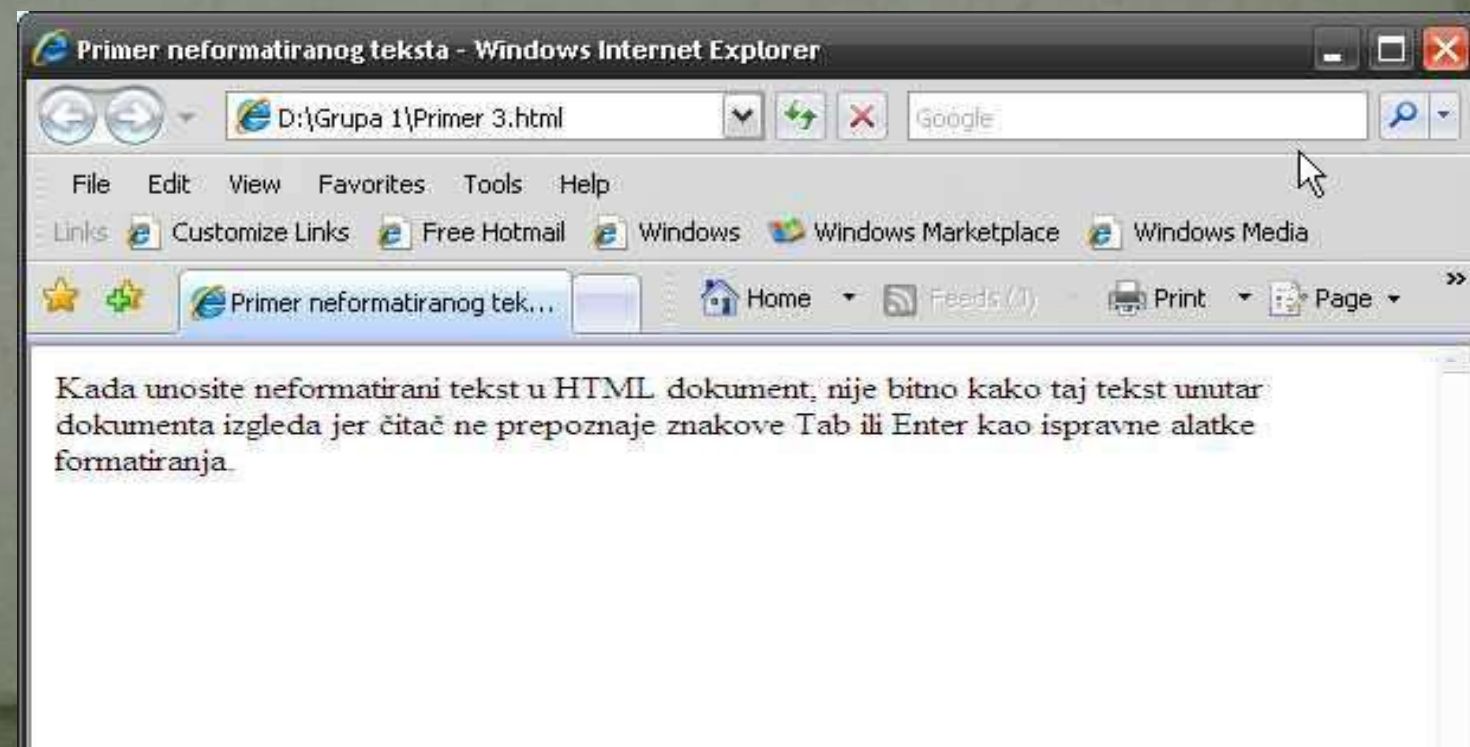 Primer neformatiranog teksta - Windows Internet Explorer
D:\Grupa 1\Primer 3.html Google
File Edit View Favorites Tools Help
Links Customize Links Free Hotmail Windows Windows Marketplace Windows Media
Primer neformatiranog tek... Home Feeds (J) Print Page »
Kada unosite neformatirani tekst u HTML dokument, nije bitno kako taj tekst unutar
dokumenta izgleda jer čitač ne prepoznaje znakove Tab ili Enter kao ispravne alatke
formatiranja.